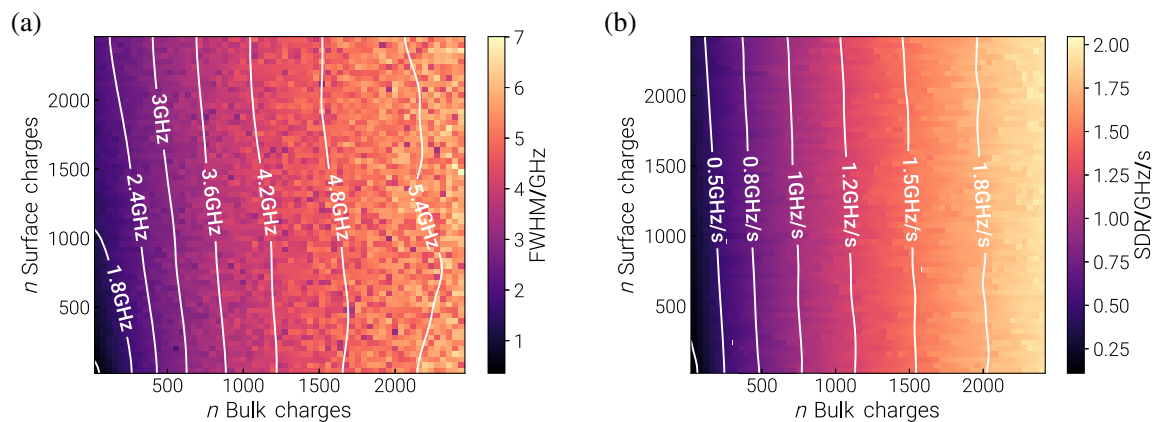 (a)
n Surface charges
2000
1500
1000
500
500
1000
1500
2000
n Bulk charges
1.8GHz
2.4GHz
3GHz
3.6GHz
4.2GHz
4.8GHz
5.4GHz
7
6
5
4
3
2
1
FWHM/GHz
(b)
n Surface charges
2000
1500
1000
500
500
1000
1500
2000
n Bulk charges
0.5GHz/s
0.8GHz/s
1GHz/s
1.2GHz/s
1.5GHz/s
1.8GHz/s
2.00
1.75
1.50
1.25
1.00
0.75
0.50
0.25
SDR/GHz/s